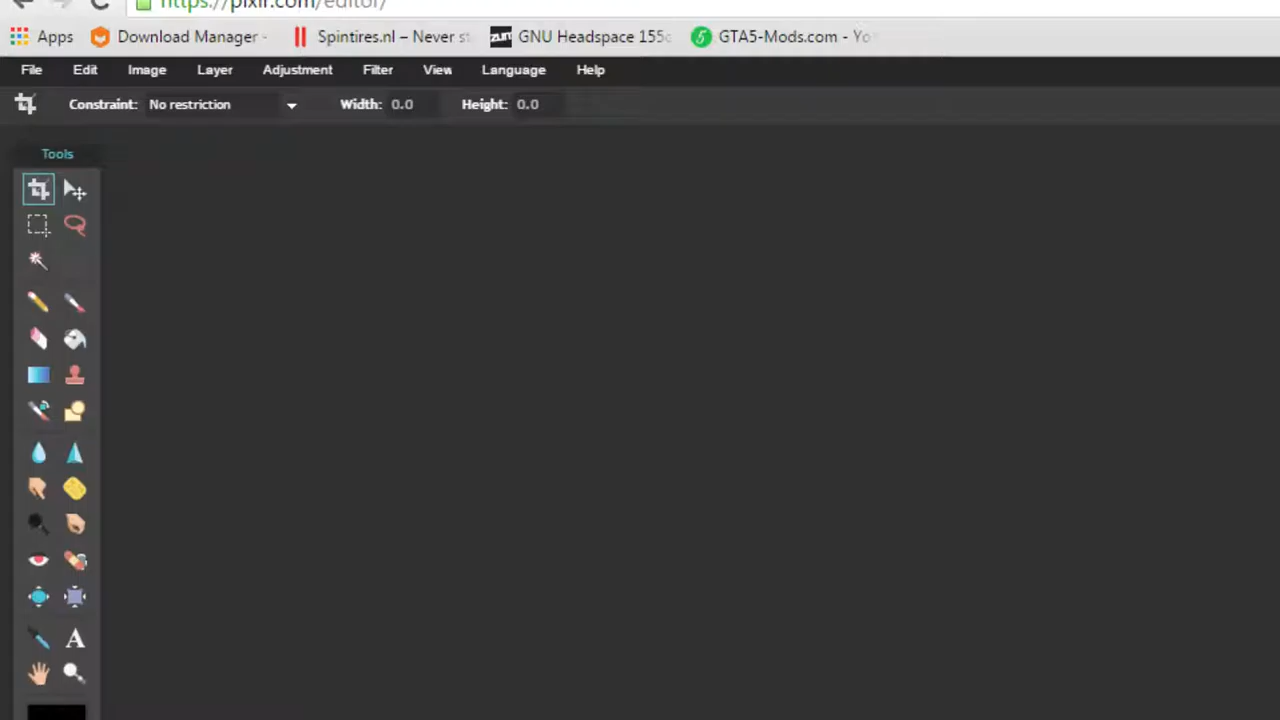 https://pixlr.com/editor/
Apps Download Manager - Spintires.nl – Never st GNU Headspace 155c GTA5-Mods.com - Yo
File Edit Image Layer Adjustment Filter View Language Help
Constraint: No restriction Width: 0.0 Height: 0.0
Tools
A